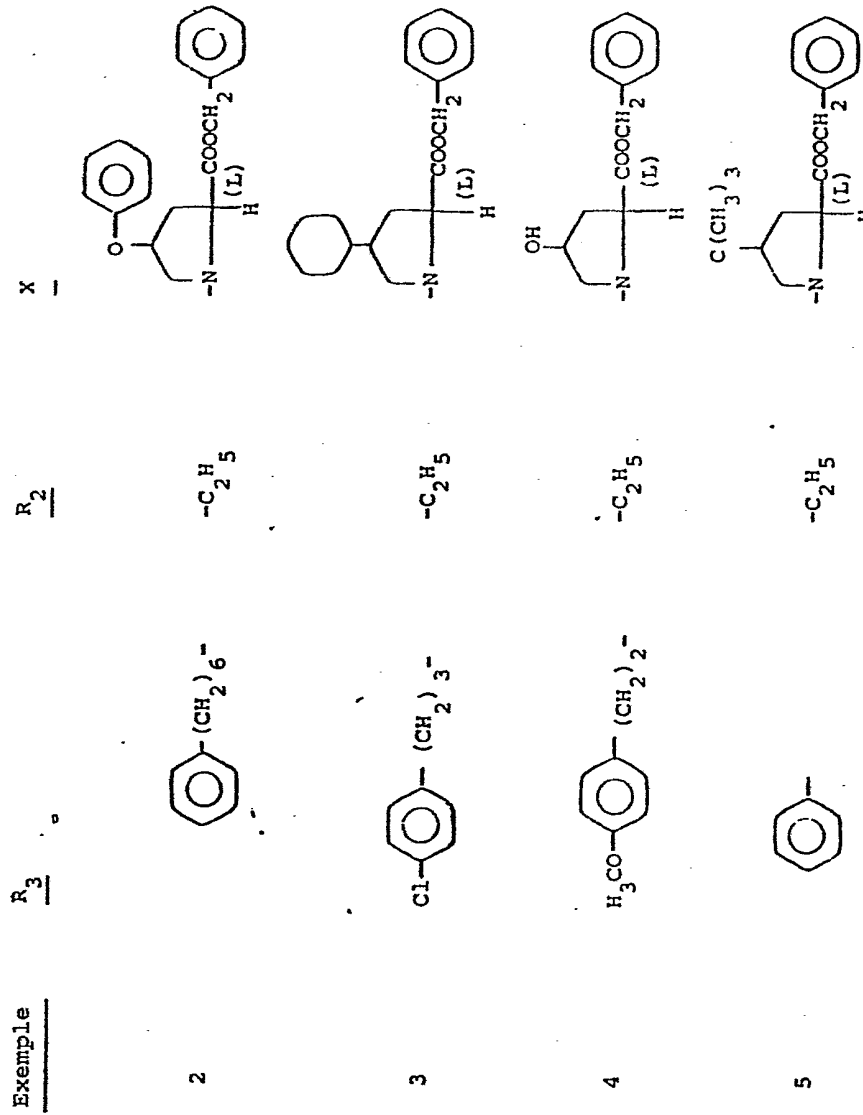 Exemple R3 R2 X
2 -(CH2)6- -C2H5 O -N COOCH2 (L) H
3 Cl- -(CH2)3- -C2H5 -N COOCH2 (L) H
4 H3CO- -(CH2)2- -C2H5 OH -N COOCH2 (L) H
5 -C2H5 C(CH3)3 -N COOCH2 (L) H